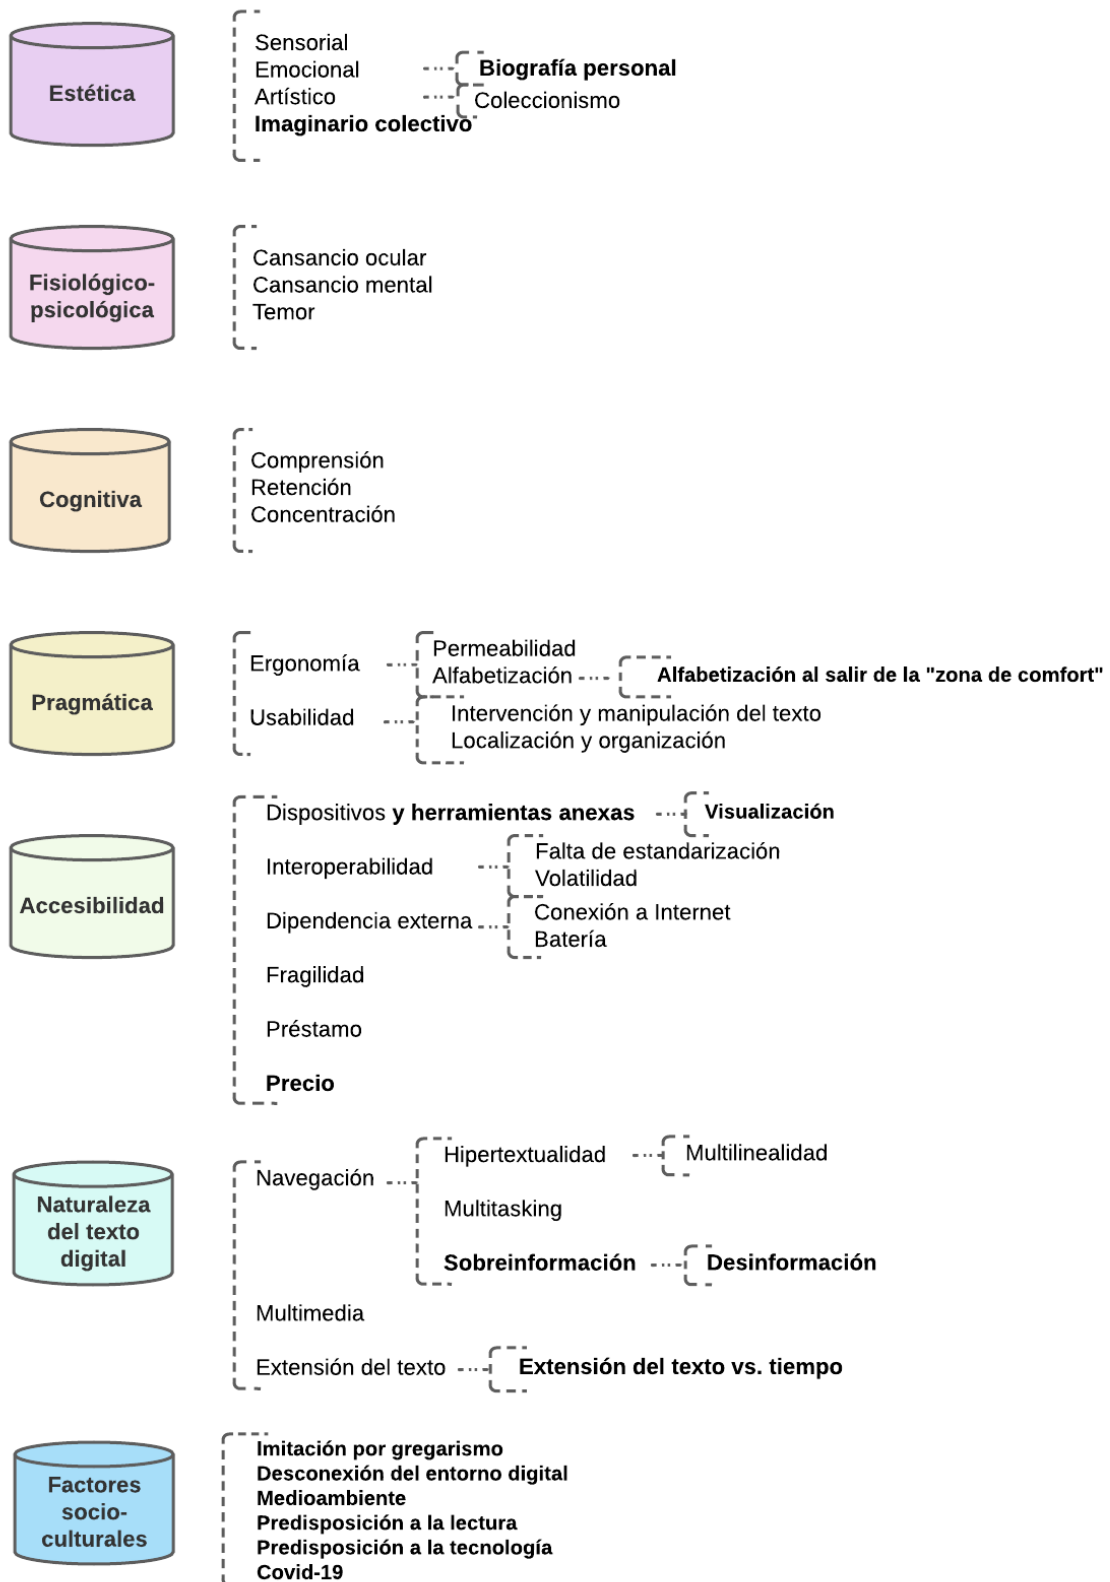 Estética
Sensorial
Emocional
Biografía personal
Artístico
Coleccionismo
Imaginario colectivo
Fisiológico-
psicológica
Cansancio ocular
Cansancio mental
Temor
Cognitiva
Comprensión
Retención
Concentración
Pragmática
Ergonomía
Permeabilidad
Alfabetización
Alfabetización al salir de la "zona de comfort"
Usabilidad
Intervención y manipulación del texto
Localización y organización
Accesibilidad
Dispositivos y herramientas anexas
Visualización
Interoperabilidad
Falta de estandarización
Volatilidad
Dipendencia externa
Conexión a Internet
Batería
Fragilidad
Préstamo
Precio
Naturaleza
del texto
digital
Navegación
Hipertextualidad
Multilinealidad
Multitasking
Sobreinformación
Desinformación
Multimedia
Extensión del texto
Extensión del texto vs. tiempo
Factores
socio-
culturales
Imitación por gregarismo
Desconexión del entorno digital
Medioambiente
Predisposición a la lectura
Predisposición a la tecnología
Covid-19